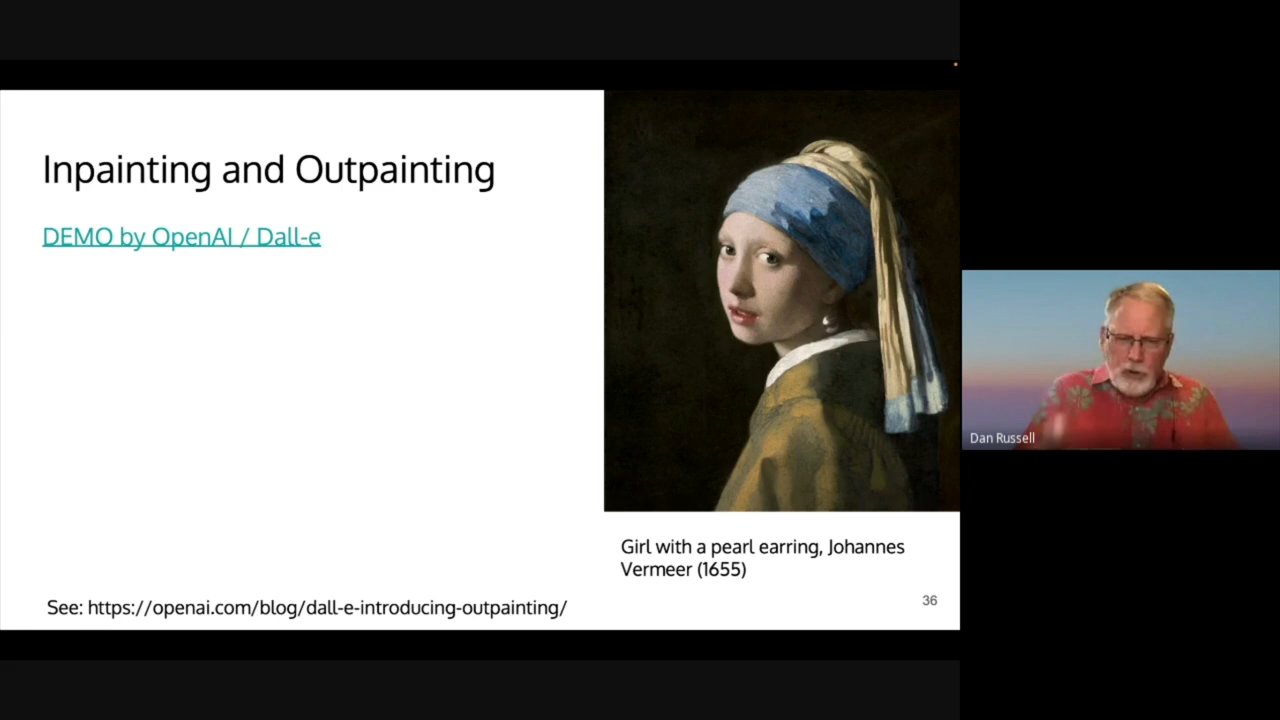 Inpainting and Outpainting
DEMO by OpenAI / Dall-e
Girl with a pearl earring, Johannes
Vermeer (1655)
See: https://openai.com/blog/dall-e-introducing-outpainting/
36
Dan Russell